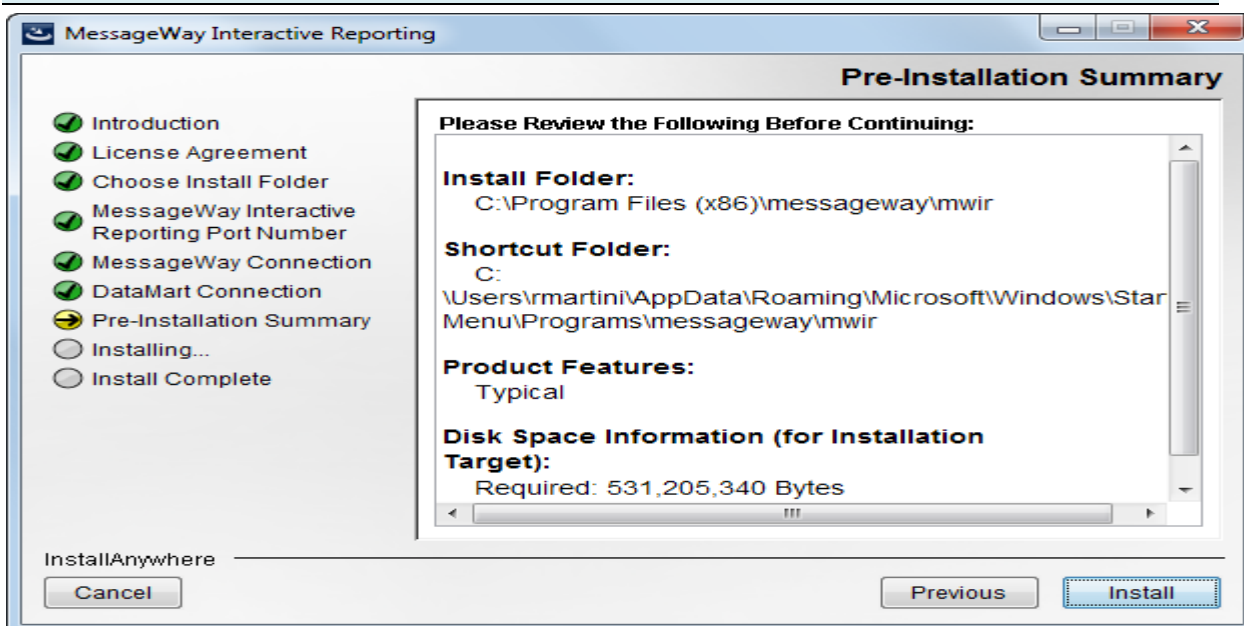 MessageWay Interactive Reporting
Pre-Installation Summary
Introduction
License Agreement
Choose Install Folder
MessageWay Interactive
Reporting Port Number
MessageWay Connection
DataMart Connection
Pre-Installation Summary
Installing...
Install Complete
Please Review the Following Before Continuing:
Install Folder:
C:\Program Files (x86)\messageway\mwir
Shortcut Folder:
C:
\Users\rmartini\AppData\Roaming\Microsoft\Windows\Star
Menu\Programs\messageway\mwir
Product Features:
Typical
Disk Space Information (for Installation
Target):
Required: 531,205,340 Bytes
InstallAnywhere
Cancel
Previous
Install